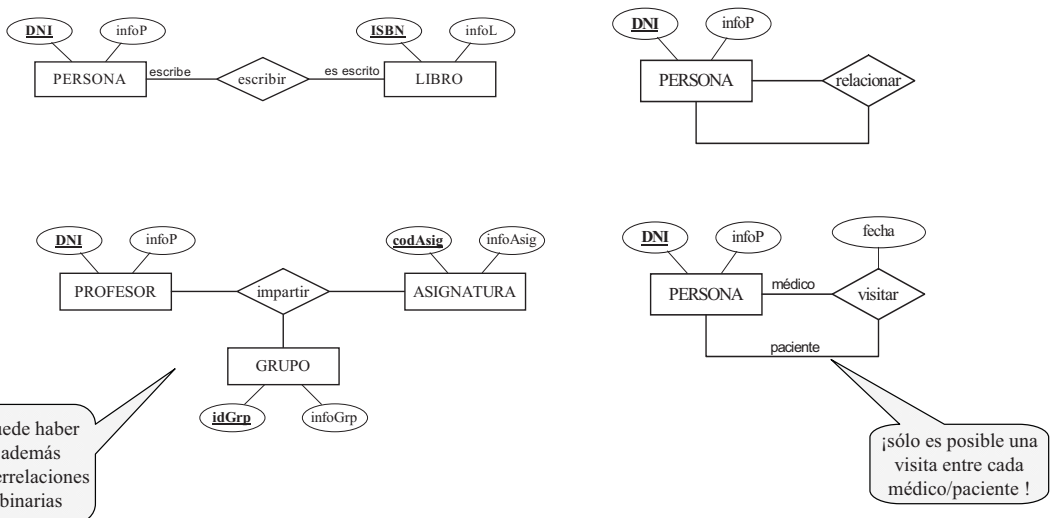 DNI infoP
PERSONA
escribe
escribir
es escrito
ISBN infoL
LIBRO
DNI infoP
PERSONA
relacionar
DNI infoP
PROFESOR
impartir
codAsig infoAsig
ASIGNATURA
GRUPO
idGrp infoGrp
haber
además
binarias
DNI infoP
PERSONA
médico
fecha
visitar
paciente
¡sólo es posible una
visita entre cada
médico/paciente !